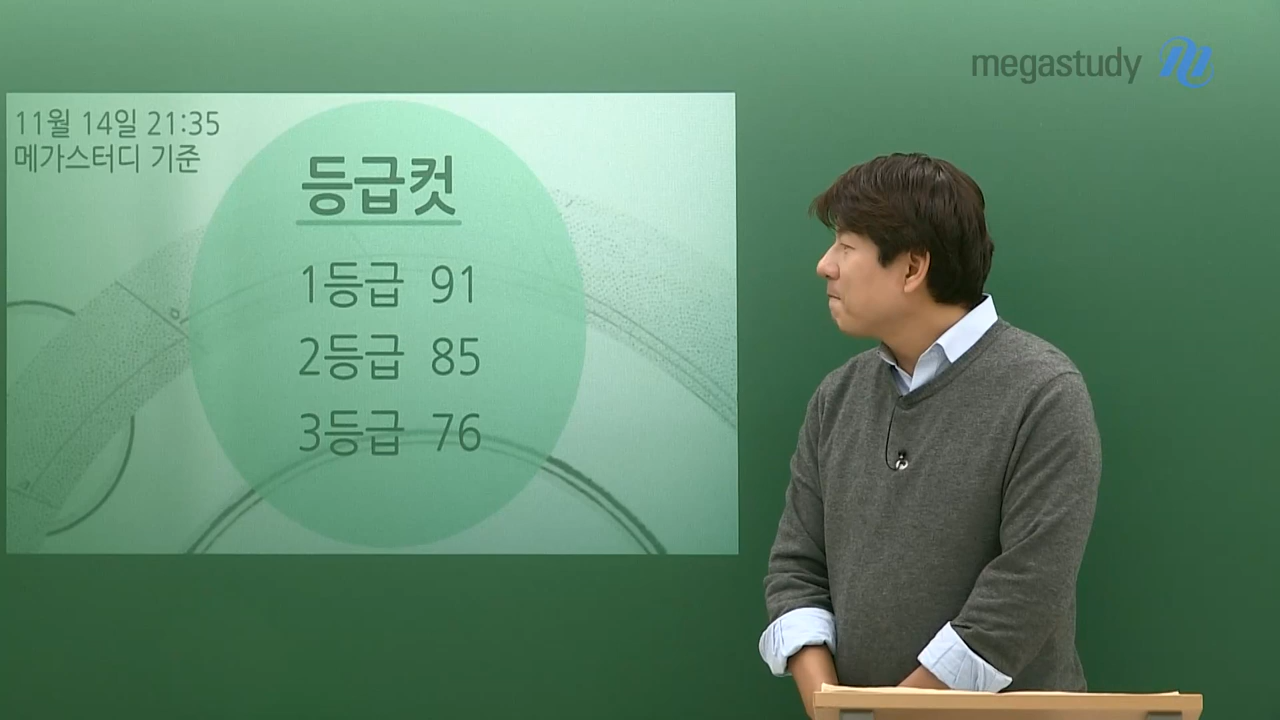 megastudy
11월 14일 21:35
메가스터디 기준
등급컷
1등급 91
2등급 85
3등급 76